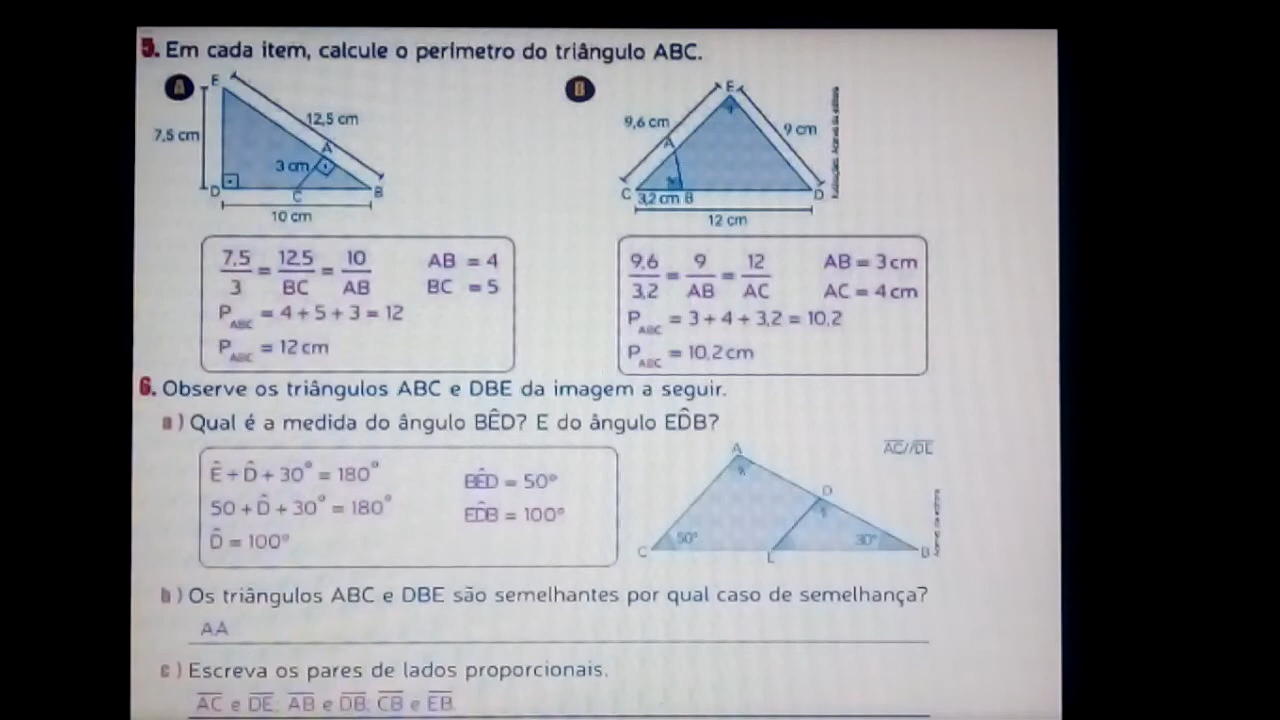 5. Em cada item, calcule o perímetro do triângulo ABC.
A
E
7,5 cm
12,5 cm
A
3 cm
D
C
B
10 cm
B
E
9,6 cm
9 cm
A
C
3,2 cm B
D
12 cm
7,5/3 = 12,5/BC = 10/AB
AB = 4
BC = 5
P ABC = 4 + 5 + 3 = 12
P ABC = 12 cm
9,6/3,2 = 9/AB = 12/AC
AB = 3 cm
AC = 4 cm
P ABC = 3 + 4 + 3,2 = 10,2
P ABC = 10,2 cm
6. Observe os triângulos ABC e DBE da imagem a seguir.
a) Qual é a medida do ângulo BÊD? E do ângulo ED̂B?
Ê + D̂ + 30° = 180°
50 + D̂ + 30° = 180°
D̂ = 100°
BÊD = 50°
ED̂B = 100°
A
AC//DE
D
C
50°
E
30°
B
b) Os triângulos ABC e DBE são semelhantes por qual caso de semelhança?
AA
c) Escreva os pares de lados proporcionais.
AC e DE; AB e DB; CB e EB